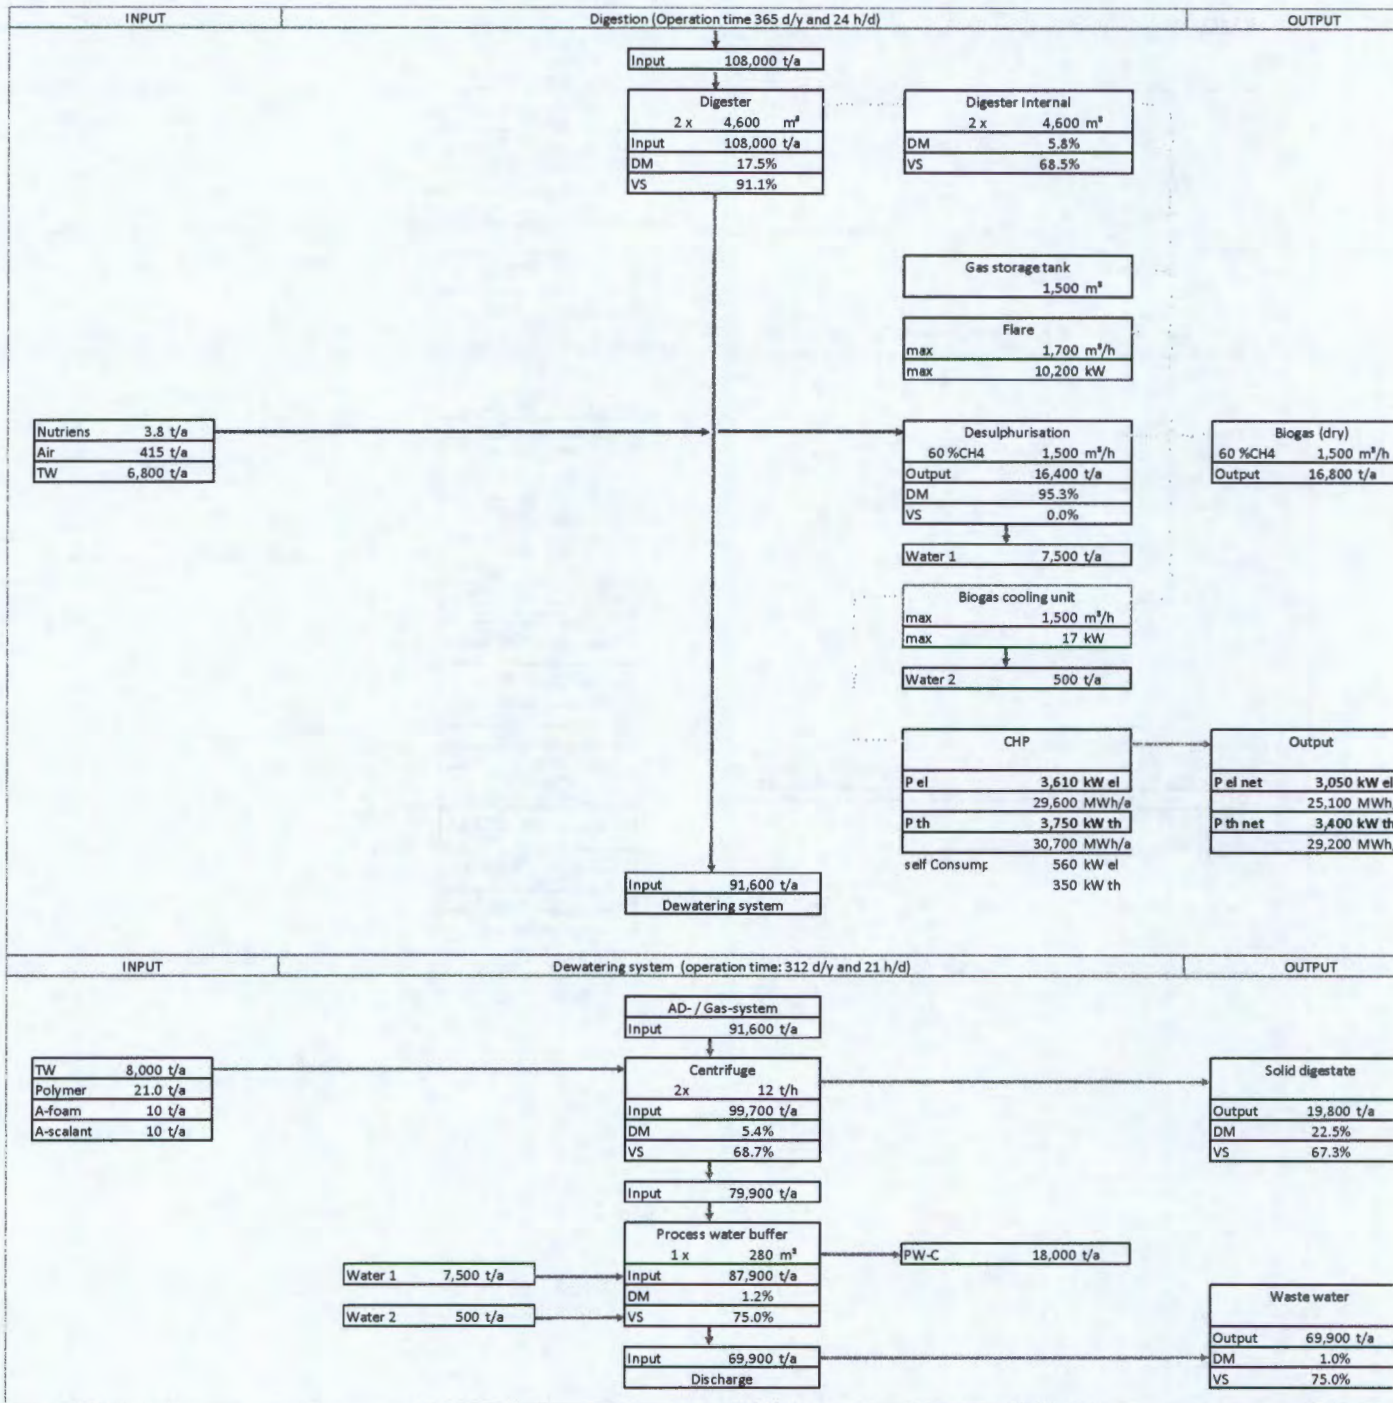 INPUT Digestion (Operation time 365 d/y and 24 h/d) OUTPUT
Input 108,000 t/a
Digester
2 x 4,600 m³
Input 108,000 t/a
DM 17.5%
VS 91.1%
Digester Internal
2 x 4,600 m³
DM 5.8%
VS 68.5%
Gas storage tank
1,500 m³
Flare
max 1,700 m³/h
max 10,200 kW
Nutriens 3.8 t/a
Air 415 t/a
TW 6,800 t/a
Desulphurisation
60 %CH4 1,500 m³/h
Output 16,400 t/a
DM 95.3%
VS 0.0%
Biogas (dry)
60 %CH4 1,500 m³/h
Output 16,800 t/a
Water 1 7,500 t/a
Biogas cooling unit
max 1,500 m³/h
max 17 kW
Water 2 500 t/a
CHP
P el 3,610 kW el
29,600 MWh/a
P th 3,750 kW th
30,700 MWh/a
self Consump 560 kW el
350 kW th
Output
P el net 3,050 kW el
25,100 MWh/
P th net 3,400 kW th
29,200 MWh/
Input 91,600 t/a
Dewatering system
INPUT Dewatering system (operation time: 312 d/y and 21 h/d) OUTPUT
AD- / Gas-system
Input 91,600 t/a
TW 8,000 t/a
Polymer 21.0 t/a
A-foam 10 t/a
A-scalant 10 t/a
Centrifuge
2x 12 t/h
Input 99,700 t/a
DM 5.4%
VS 68.7%
Solid digestate
Output 19,800 t/a
DM 22.5%
VS 67.3%
Input 79,900 t/a
Process water buffer
1 x 280 m³
Input 87,900 t/a
DM 1.2%
VS 75.0%
PW-C 18,000 t/a
Water 1 7,500 t/a
Water 2 500 t/a
Waste water
Output 69,900 t/a
DM 1.0%
VS 75.0%
Input 69,900 t/a
Discharge